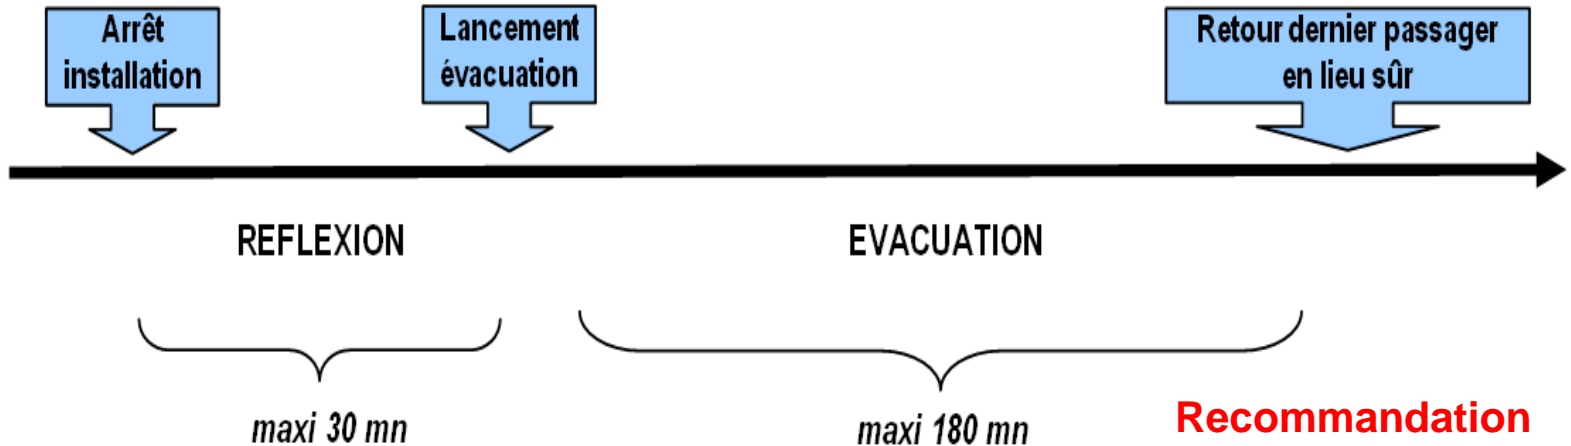 Arrêt
installation
Lancement
évacuation
Retour dernier passager
en lieu sûr
REFLEXION
EVACUATION
maxi 30 mn
maxi 180 mn
Recommandation